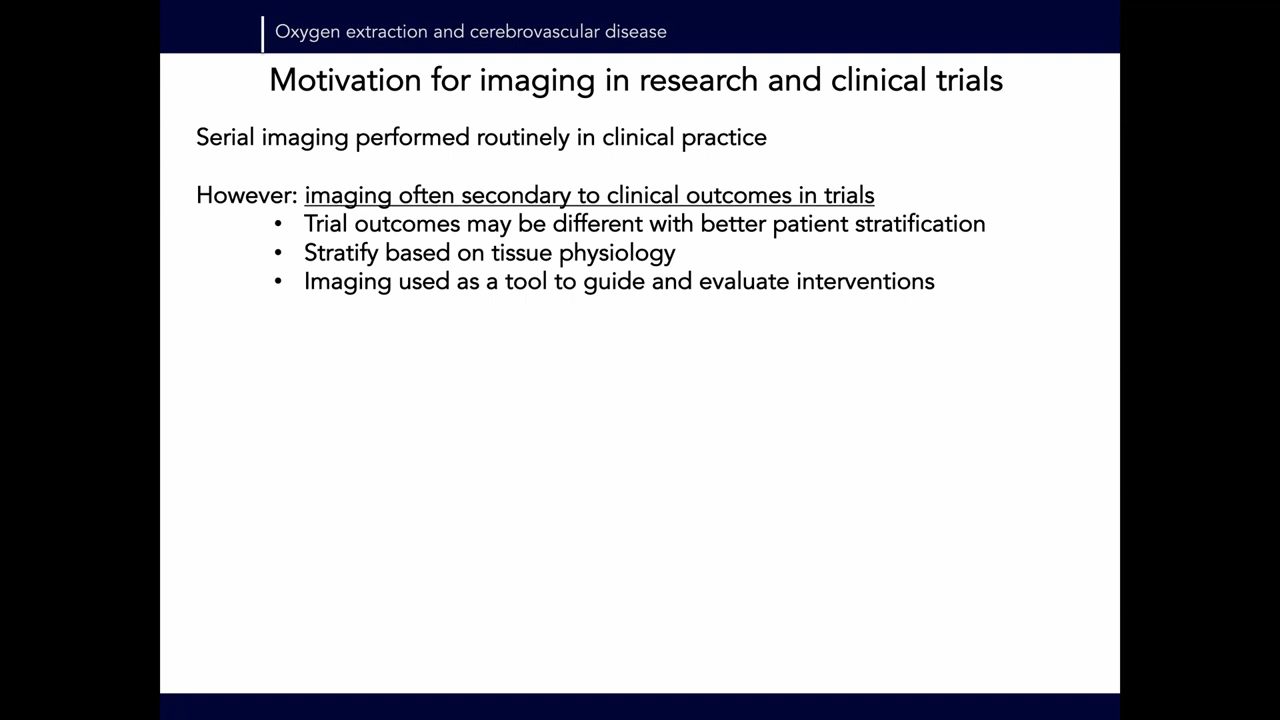 Oxygen extraction and cerebrovascular disease
Motivation for imaging in research and clinical trials
Serial imaging performed routinely in clinical practice
However: imaging often secondary to clinical outcomes in trials
• Trial outcomes may be different with better patient stratification
• Stratify based on tissue physiology
• Imaging used as a tool to guide and evaluate interventions